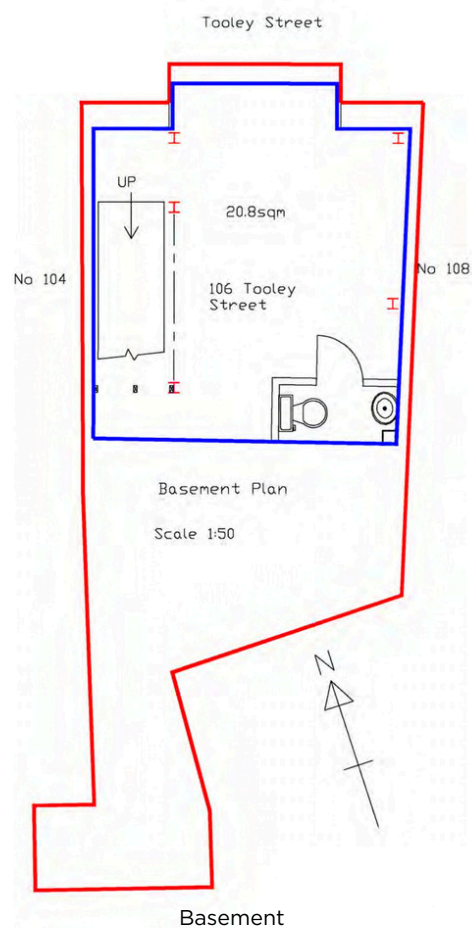 Tooley Street
UP
20.8sqm
No 104
No 108
106 Tooley
Street
Basement Plan
Scale 1:50
N
Basement